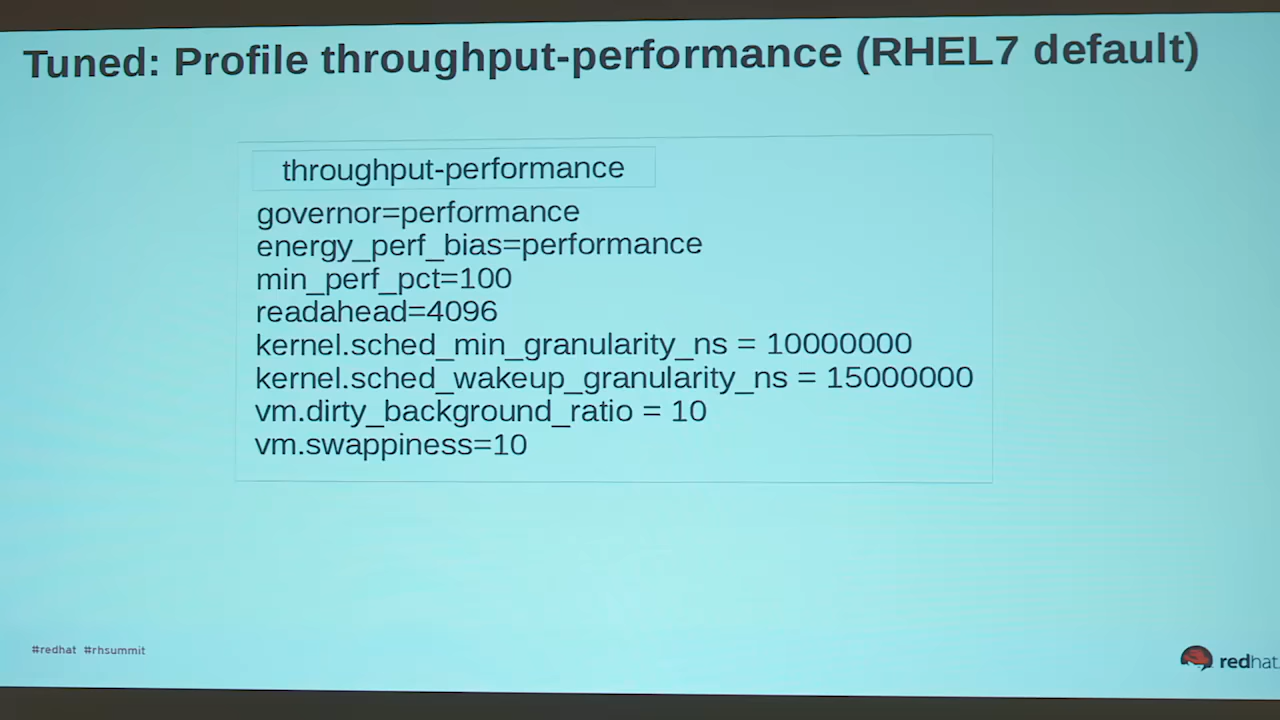 Tuned: Profile throughput-performance (RHEL7 default)
throughput-performance
governor=performance
energy_perf_bias=performance
min_perf_pct=100
readahead=4096
kernel.sched_min_granularity_ns = 10000000
kernel.sched_wakeup_granularity_ns = 15000000
vm.dirty_background_ratio = 10
vm.swappiness=10
#redhat #rhsummit
redhat.